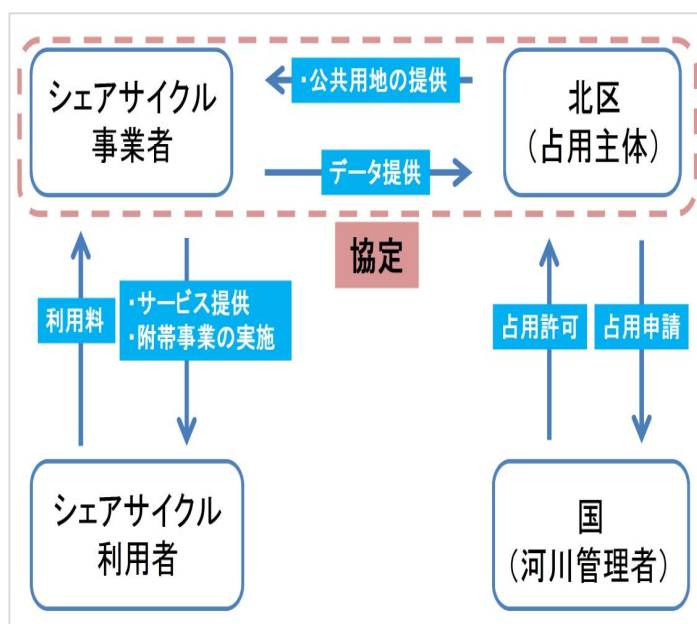 シェアサイクル
事業者
・公共用地の提供
北区
(占用主体)
データ提供
協定
利用料
・サービス提供
・附帯事業の実施
占用許可
占用申請
シェアサイクル
利用者
国
(河川管理者)